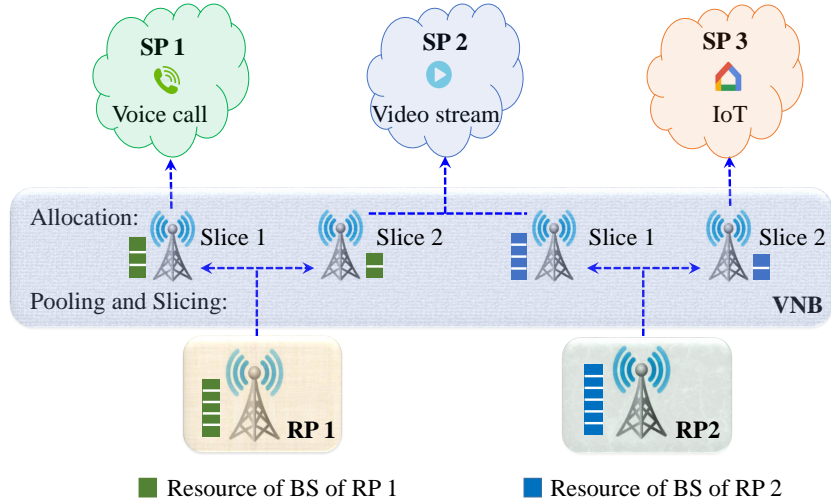 SP 1
Voice call
SP 2
Video stream
SP 3
IoT
Allocation:
Slice 1
Slice 2
Slice 1
Slice 2
Pooling and Slicing:
VNB
RP 1
RP2
Resource of BS of RP 1
Resource of BS of RP 2